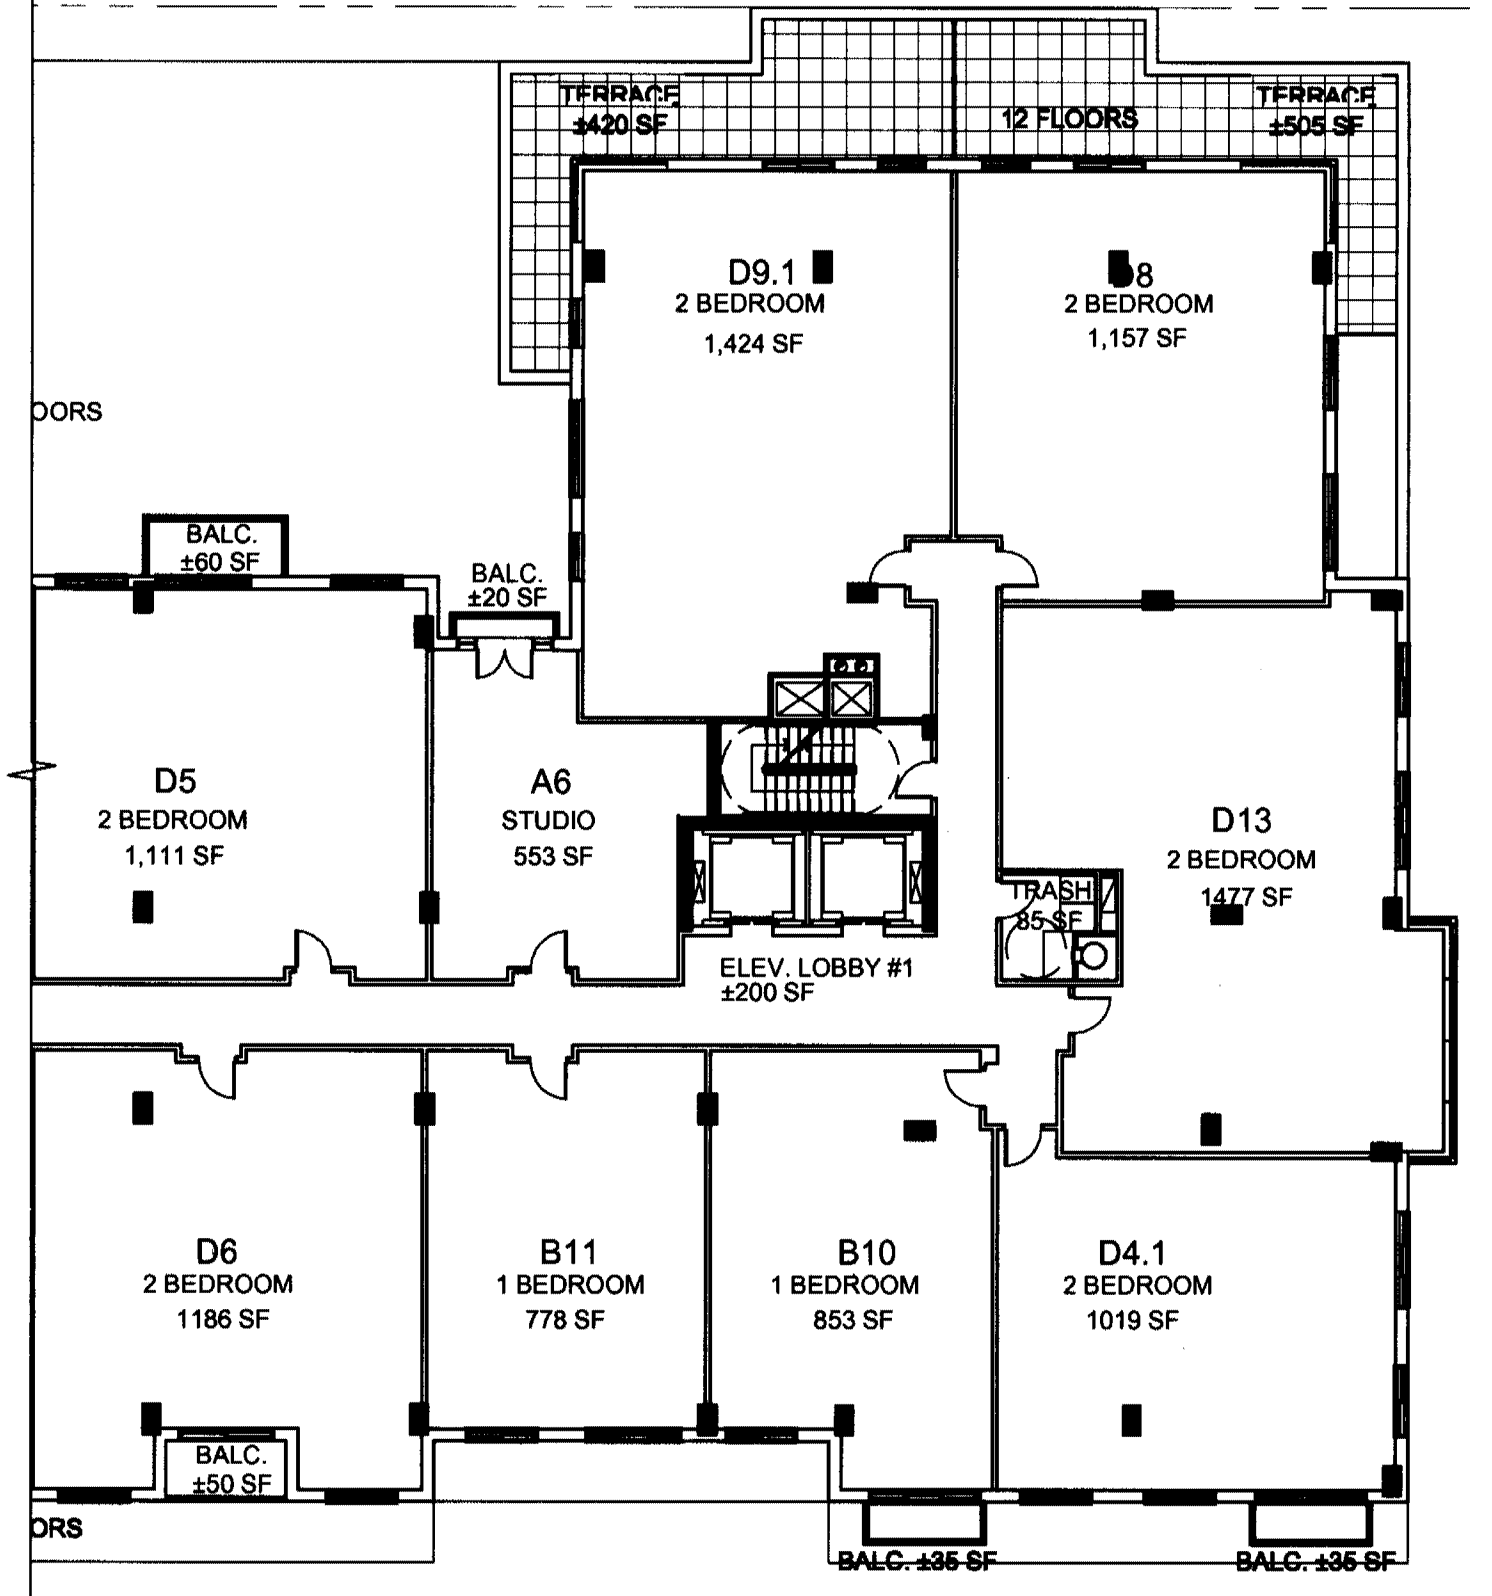 TERRACE
±420 SF
12 FLOORS
TERRACE
±505 SF
D9.1
2 BEDROOM
1,424 SF
D8
2 BEDROOM
1,157 SF
OORS
BALC.
±60 SF
BALC.
±20 SF
D5
2 BEDROOM
1,111 SF
A6
STUDIO
553 SF
D13
2 BEDROOM
1477 SF
TRASH
85 SF
ELEV. LOBBY #1
±200 SF
D6
2 BEDROOM
1186 SF
B11
1 BEDROOM
778 SF
B10
1 BEDROOM
853 SF
D4.1
2 BEDROOM
1019 SF
BALC.
±50 SF
ORS
BALC. ±35 SF
BALC. ±35 SF